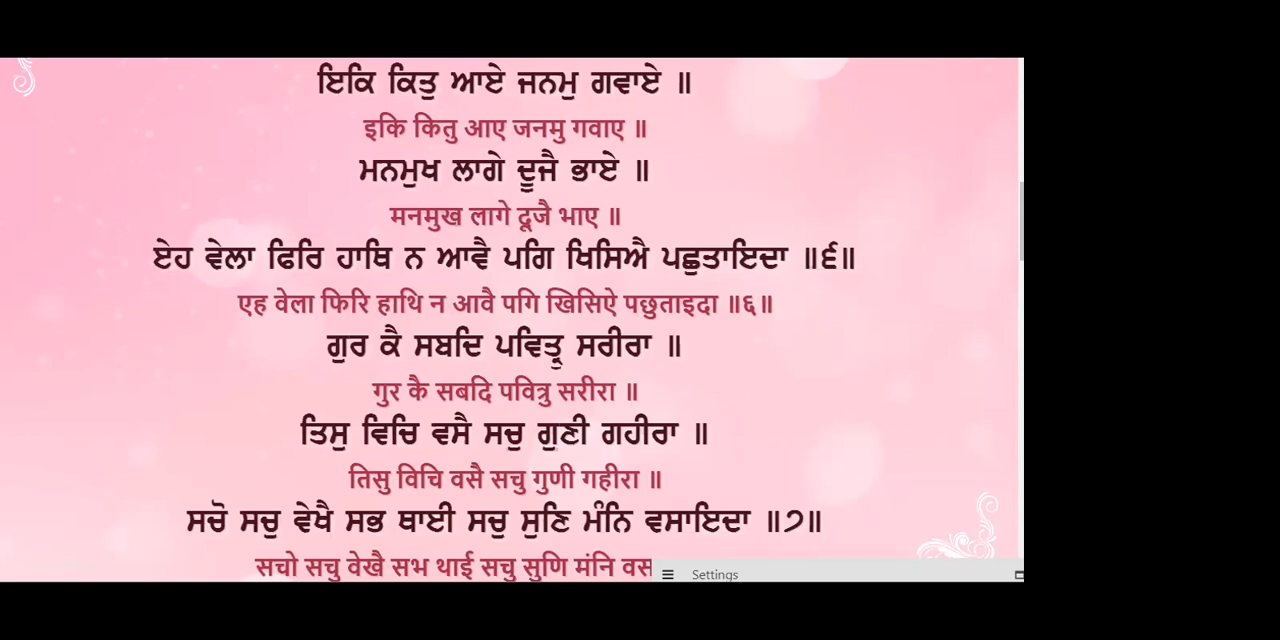 ਇਕਿ ਕਿਤੁ ਆਏ ਜਨਮੁ ਗਵਾਏ ॥
इकि कितु आए जनमु गवाए ॥
ਮਨਮੁਖ ਲਾਗੇ ਦੂਜੈ ਭਾਏ ॥
मनमुख लागे दूजै भाए ॥
ਏਹ ਵੇਲਾ ਫਿਰਿ ਹਾਥਿ ਨ ਆਵੈ ਪਗਿ ਖਿਸਿਐ ਪਛੁਤਾਇਦਾ ॥੬॥
एह वेला फिरि हाथि न आवै पगि खिसिऐ पछुताइदा ॥६॥
ਗੁਰ ਕੈ ਸਬਦਿ ਪਵਿਤ੍ਰੁ ਸਰੀਰਾ ॥
गुर कै सबदि पवित्रु सरीरा ॥
ਤਿਸੁ ਵਿਚਿ ਵਸੈ ਸਚੁ ਗੁਣੀ ਗਹੀਰਾ ॥
तिसु विचि वसै सचु गुणी गहीरा ॥
ਸਚੋ ਸਚੁ ਵੇਖੈ ਸਭ ਥਾਈ ਸਚੁ ਸੁਣਿ ਮੰਨਿ ਵਸਾਇਦਾ ॥੭॥
सचो सचु वेखै सभ थाई सचु सुणि मंनि वस
Settings